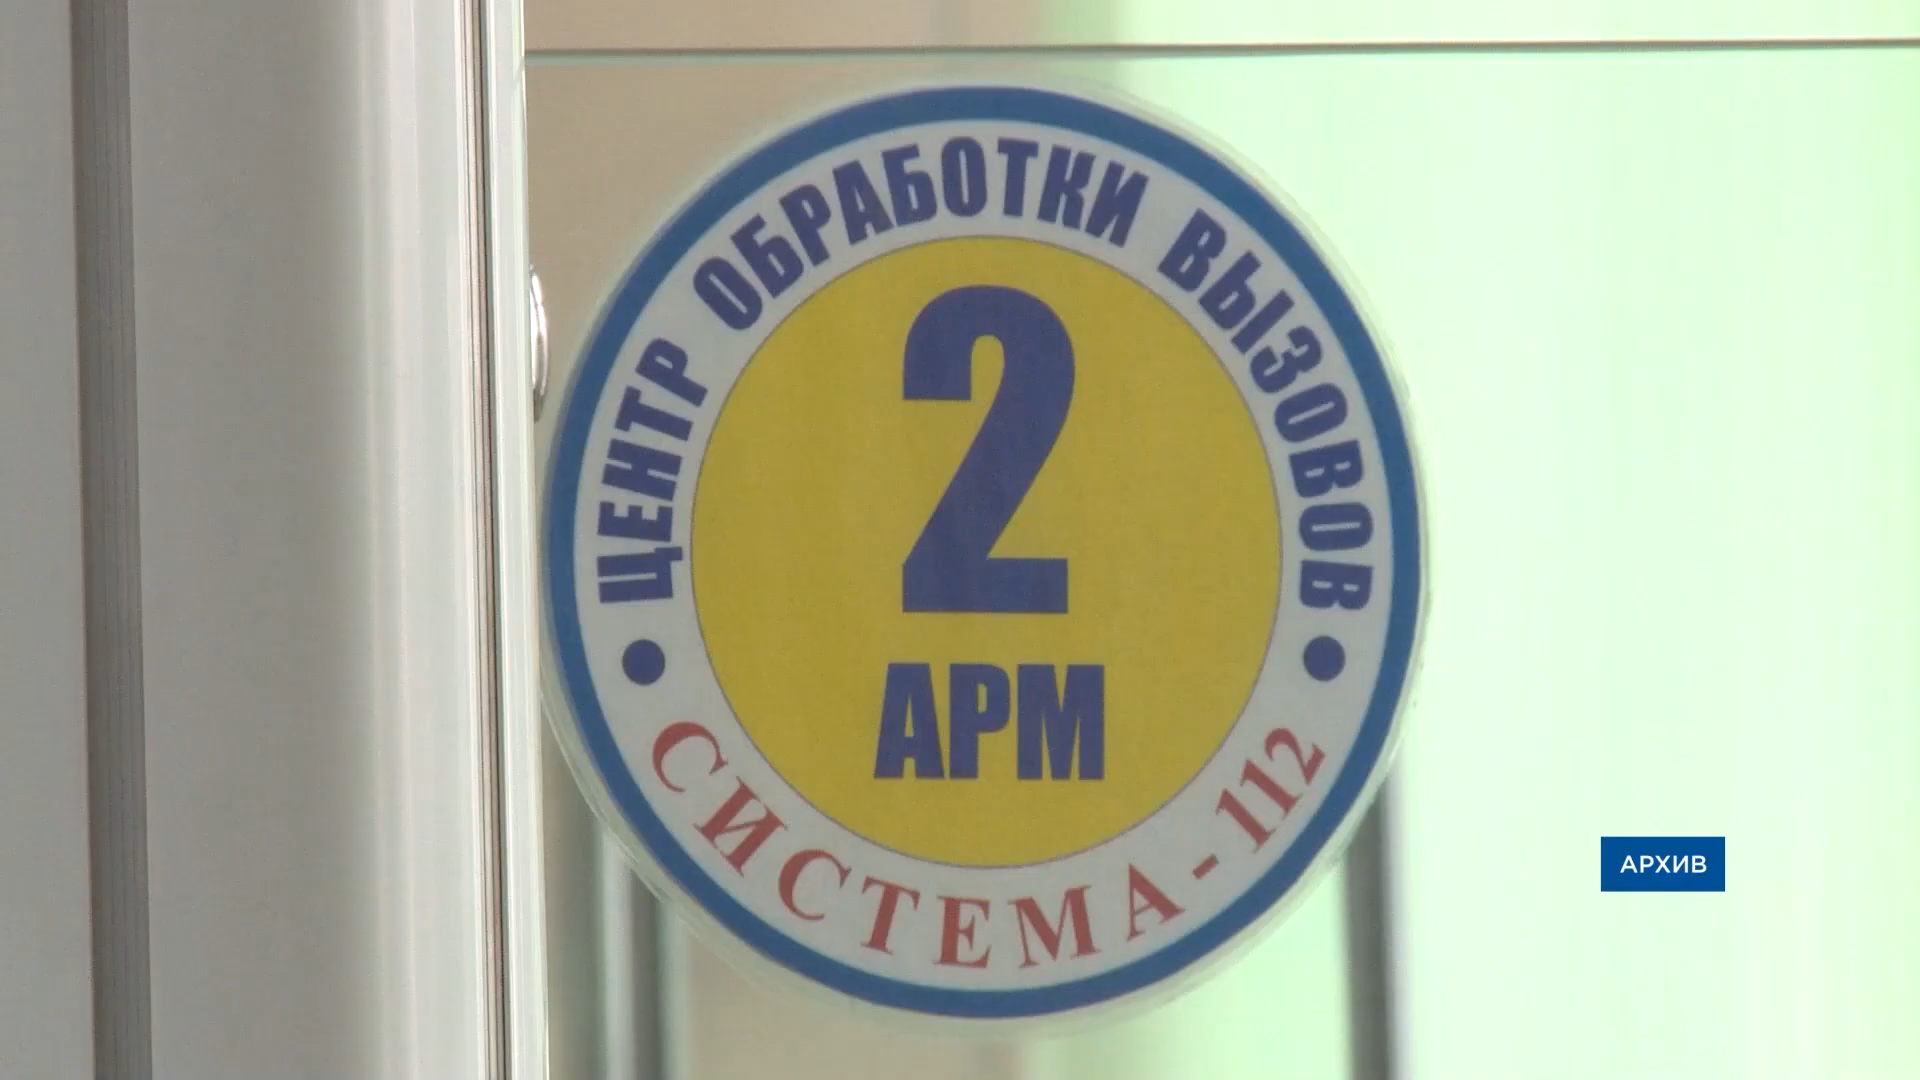 ЦЕНТР ОБРАБОТКИ ВЫЗОВОВ
2
АРМ
СИСТЕМА-112
АРХИВ